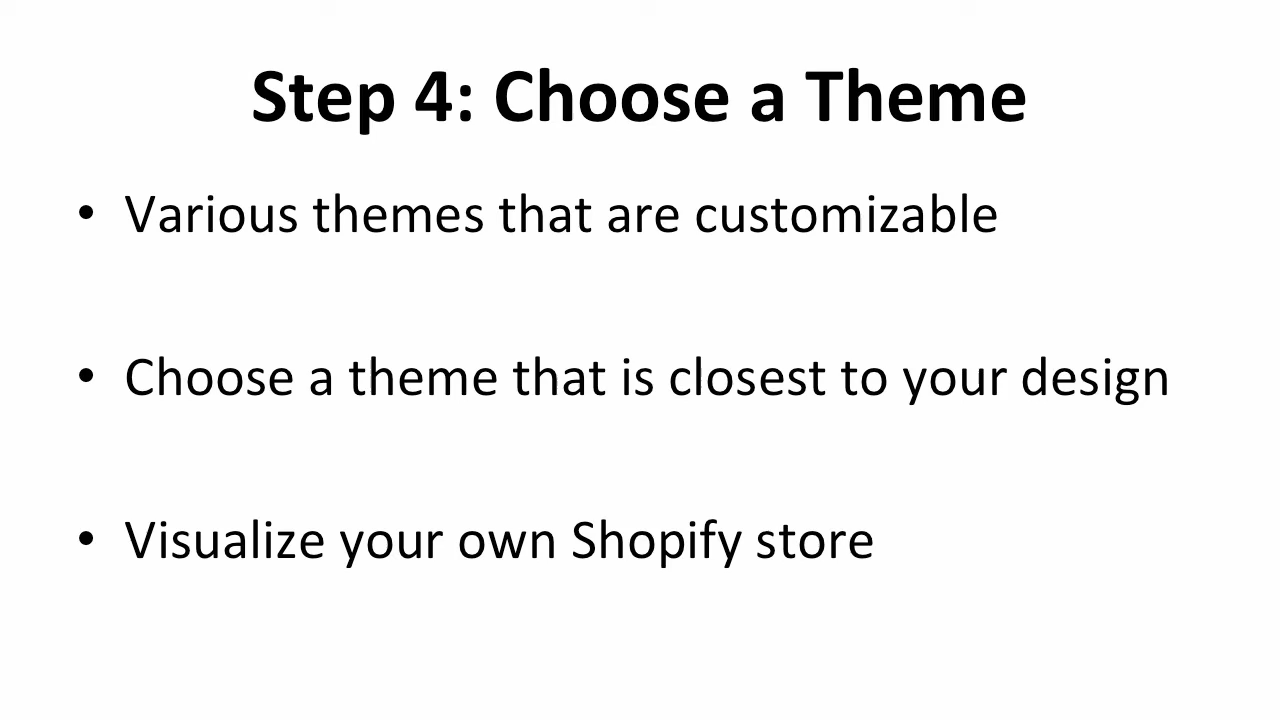 Step 4: Choose a Theme
• Various themes that are customizable
• Choose a theme that is closest to your design
• Visualize your own Shopify store